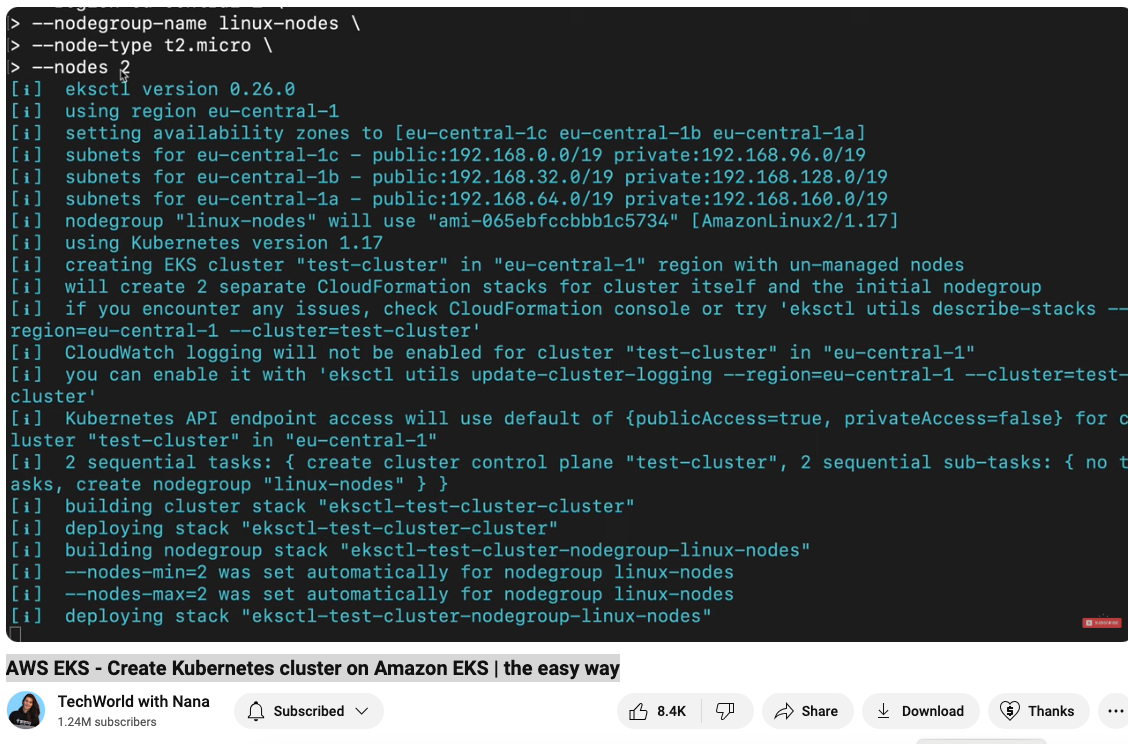 > --nodegroup-name linux-nodes \
> --node-type t2.micro \
> --nodes 2
[ℹ]  eksctl version 0.26.0
[ℹ]  using region eu-central-1
[ℹ]  setting availability zones to [eu-central-1c eu-central-1b eu-central-1a]
[ℹ]  subnets for eu-central-1c - public:192.168.0.0/19 private:192.168.96.0/19
[ℹ]  subnets for eu-central-1b - public:192.168.32.0/19 private:192.168.128.0/19
[ℹ]  subnets for eu-central-1a - public:192.168.64.0/19 private:192.168.160.0/19
[ℹ]  nodegroup "linux-nodes" will use "ami-065ebfccbbb1c5734" [AmazonLinux2/1.17]
[ℹ]  using Kubernetes version 1.17
[ℹ]  creating EKS cluster "test-cluster" in "eu-central-1" region with un-managed nodes
[ℹ]  will create 2 separate CloudFormation stacks for cluster itself and the initial nodegroup
[ℹ]  if you encounter any issues, check CloudFormation console or try 'eksctl utils describe-stacks --
region=eu-central-1 --cluster=test-cluster'
[ℹ]  CloudWatch logging will not be enabled for cluster "test-cluster" in "eu-central-1"
[ℹ]  you can enable it with 'eksctl utils update-cluster-logging --region=eu-central-1 --cluster=test-
cluster'
[ℹ]  Kubernetes API endpoint access will use default of {publicAccess=true, privateAccess=false} for c
luster "test-cluster" in "eu-central-1"
[ℹ]  2 sequential tasks: { create cluster control plane "test-cluster", 2 sequential sub-tasks: { no t
asks, create nodegroup "linux-nodes" } }
[ℹ]  building cluster stack "eksctl-test-cluster-cluster"
[ℹ]  deploying stack "eksctl-test-cluster-cluster"
[ℹ]  building nodegroup stack "eksctl-test-cluster-nodegroup-linux-nodes"
[ℹ]  --nodes-min=2 was set automatically for nodegroup linux-nodes
[ℹ]  --nodes-max=2 was set automatically for nodegroup linux-nodes
[ℹ]  deploying stack "eksctl-test-cluster-nodegroup-linux-nodes"
SUBSCRIBE
AWS EKS - Create Kubernetes cluster on Amazon EKS | the easy way
TechWorld with Nana
1.24M subscribers
Subscribed
8.4K
Share
Download
Thanks